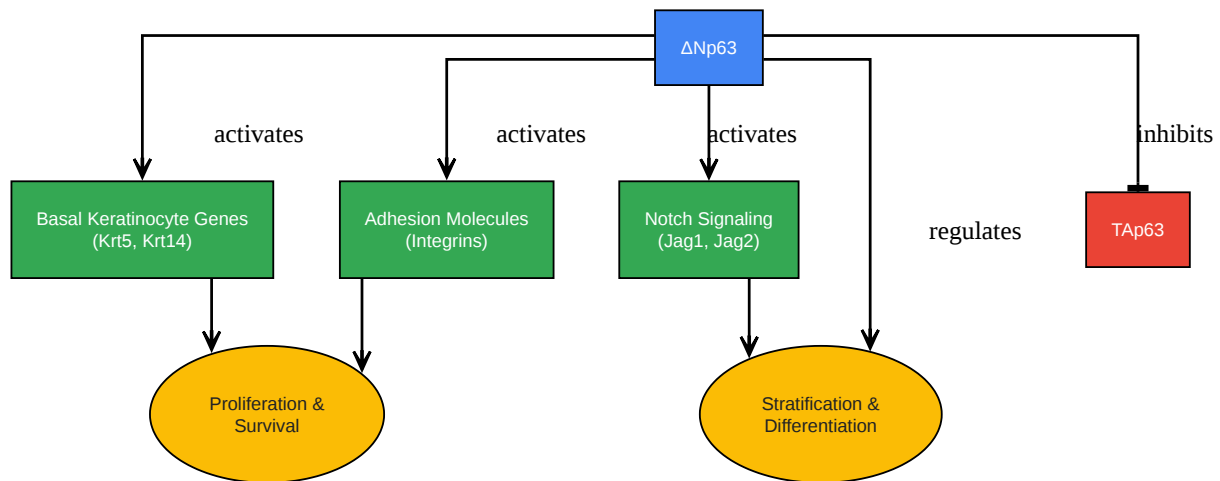 ΔNp63
activates
activates
activates
inhibits
Basal Keratinocyte Genes
(Krt5, Krt14)
Adhesion Molecules
(Integrins)
Notch Signaling
(Jag1, Jag2)
regulates
TAp63
Proliferation &
Survival
Stratification &
Differentiation